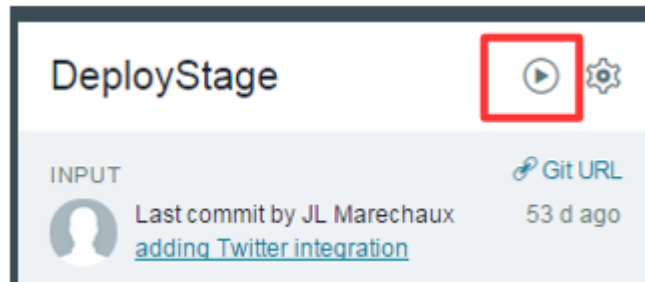 DeployStage
INPUT
Git URL
Last commit by JL Marechaux
53 d ago
adding Twitter integration